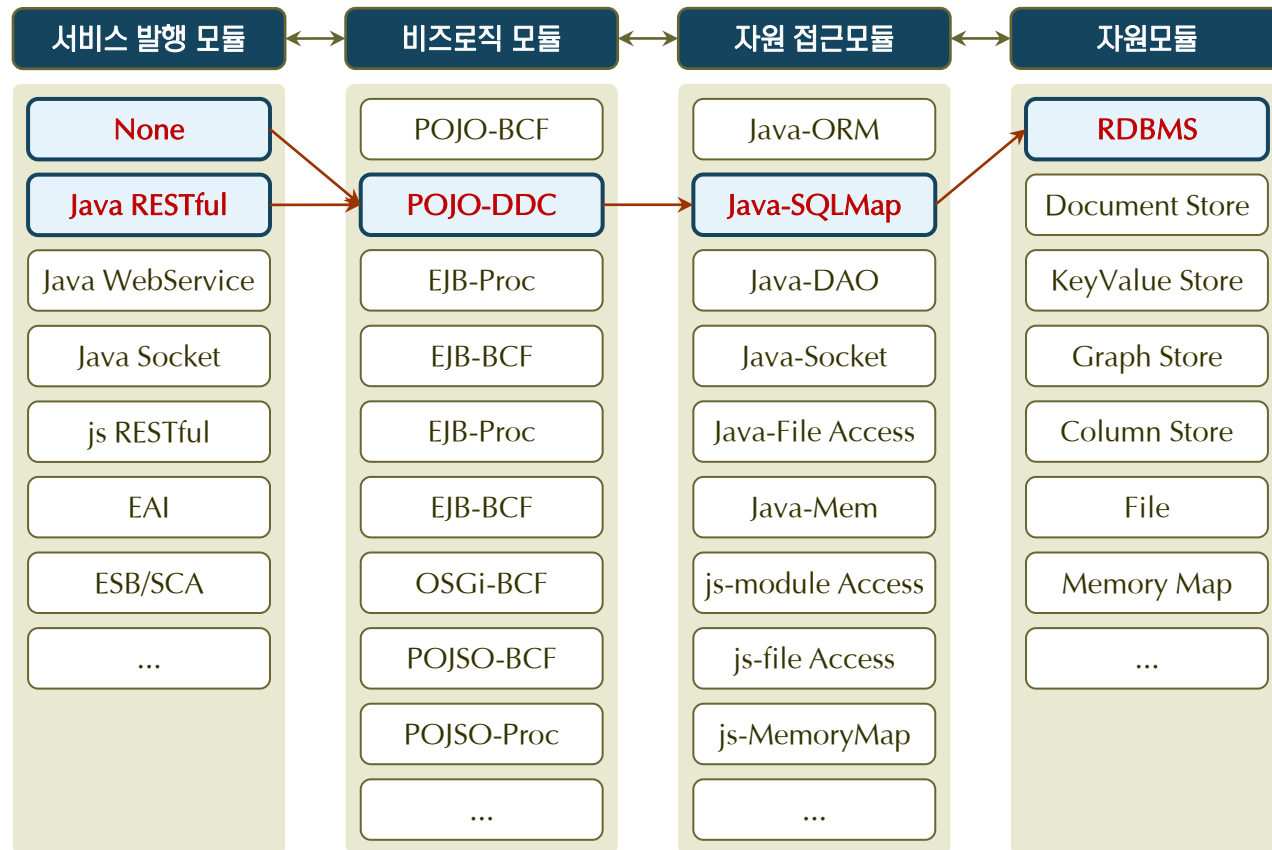 서비스 발행 모듈
비즈로직 모듈
자원 접근모듈
자원모듈
None
Java RESTful
Java WebService
Java Socket
js RESTful
EAI
ESB/SCA
...
POJO-BCF
POJO-DDC
EJB-Proc
EJB-BCF
EJB-Proc
EJB-BCF
OSGi-BCF
POJSO-BCF
POJSO-Proc
...
Java-ORM
Java-SQLMap
Java-DAO
Java-Socket
Java-File Access
Java-Mem
js-module Access
js-file Access
js-MemoryMap
...
RDBMS
Document Store
KeyValue Store
Graph Store
Column Store
File
Memory Map
...